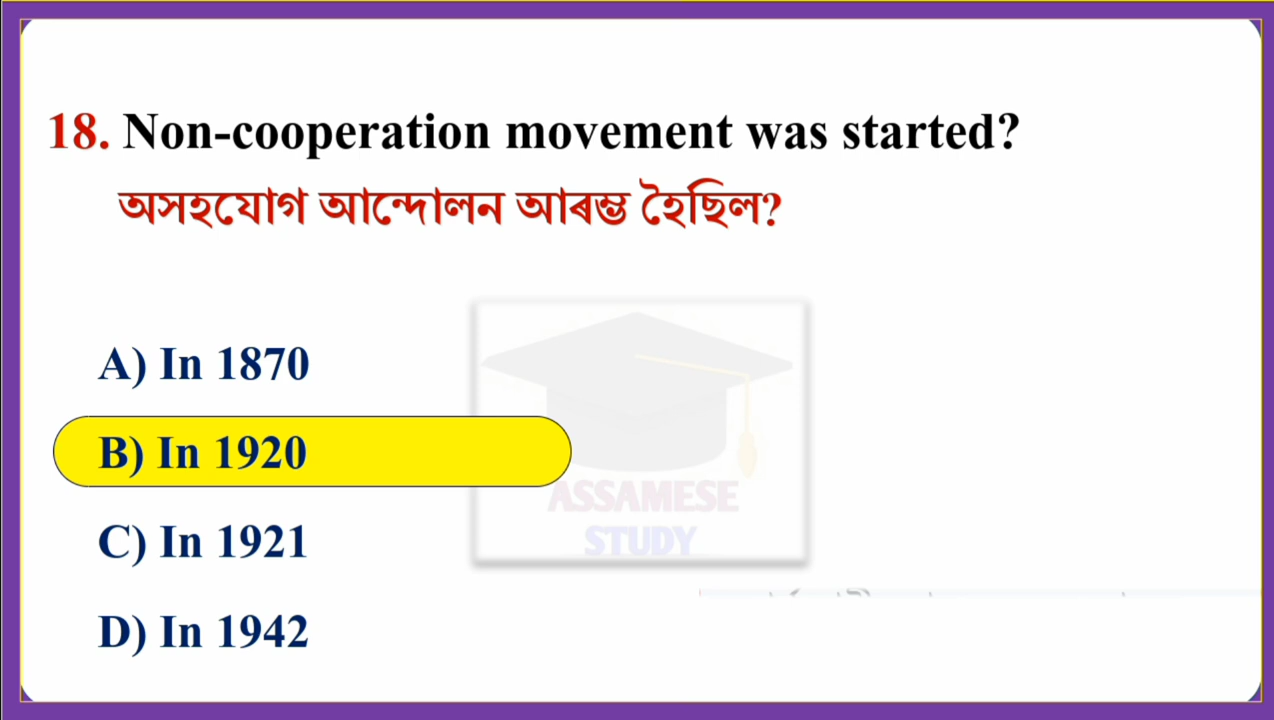 18. Non-cooperation movement was started?
অসহযোগ আন্দোলন আৰম্ভ হৈছিল?
A) In 1870
B) In 1920
ASSAMESE
STUDY
C) In 1921
D) In 1942